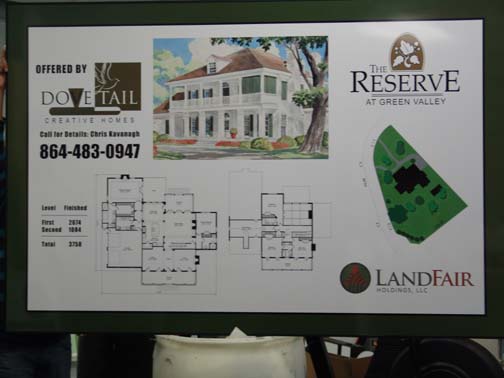 OFFERED BY
DOVETAIL
CREATIVE HOMES
Call for Details: Chris Kavanagh
864-483-0947
Level Finished
First 2674
Second 1084
Total 3758
THE
RESERVE
AT GREEN VALLEY
LANDFAIR
HOLDINGS, LLC